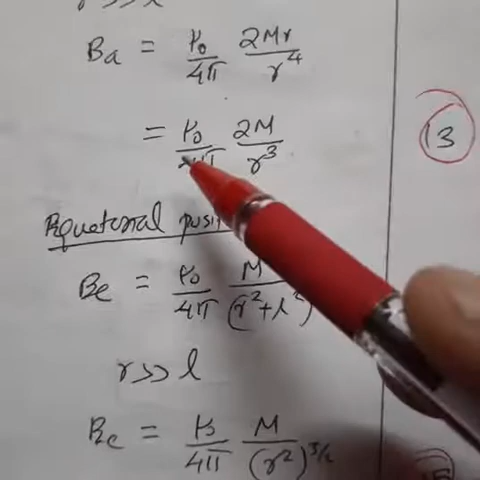 r >> l
Ba = μ₀/4π 2Mr/r⁴
= μ₀/4π 2M/r³
13
Equatorial posi
Be = μ₀/4π M/(r²+l²)
r >> l
Be = μ₀/4π M/(r²)^3/2